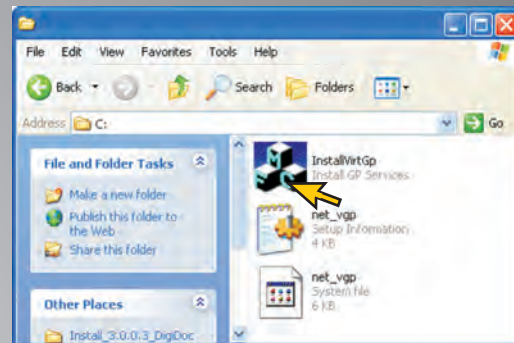 File Edit View Favorites Tools Help
Back Search Folders
Address C: Go
File and Folder Tasks
Make a new folder
Publish this folder to
the Web
Share this folder
Other Places
Install_3.0.0.3_DigiDoc
InstallVirtGp
Install GP Services
MFC
net_vgp
Setup Information
4 KB
net_vgp
System file
6 KB